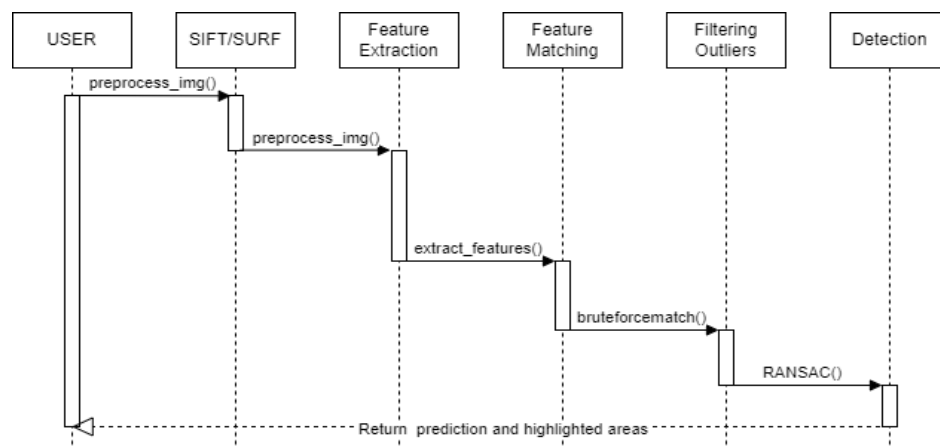 USER
SIFT/SURF
Feature
Extraction
Feature
Matching
Filtering
Outliers
Detection
preprocess_img()
preprocess_img()
extract_features()
bruteforcematch()
RANSAC()
Return prediction and highlighted areas